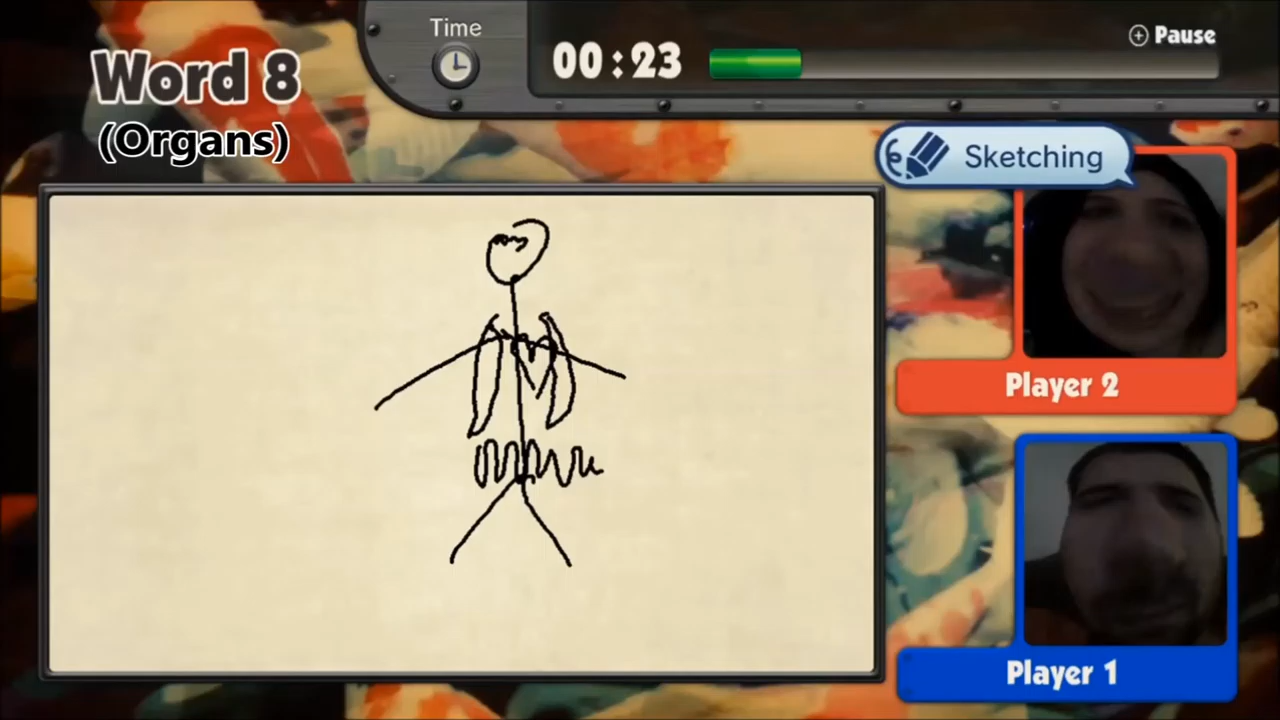 Word 8
(Organs)
Time
00:23
Pause
Sketching
Player 2
Player 1